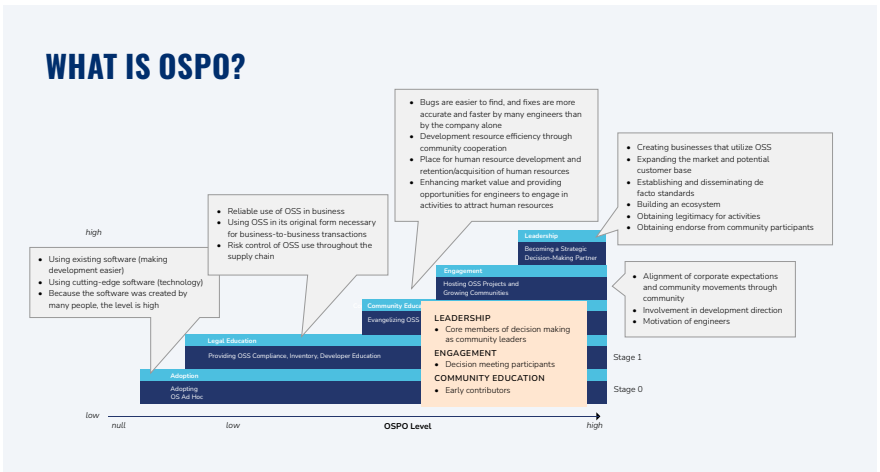 WHAT IS OSPO?
• Bugs are easier to find, and fixes are more
accurate and faster by many engineers than
by the company alone
• Development resource efficiency through
community cooperation
• Place for human resource development and
retention/acquisition of human resources
• Enhancing market value and providing
opportunities for engineers to engage in
activities to attract human resources
• Creating businesses that utilize OSS
• Expanding the market and potential
customer base
• Establishing and disseminating de
facto standards
• Building an ecosystem
• Obtaining legitimacy for activities
• Obtaining endorse from community participants
• Reliable use of OSS in business
• Using OSS in its original form necessary
for business-to-business transactions
• Risk control of OSS use throughout the
supply chain
high
• Using existing software (making
development easier)
• Using cutting-edge software (technology)
• Because the software was created by
many people, the level is high
• Alignment of corporate expectations
and community movements through
community
• Involvement in development direction
• Motivation of engineers
Leadership
Becoming a Strategic
Decision-Making Partner
Engagement
Hosting OSS Projects and
Growing Communities
Community Educa
Evangelizing OSS
LEADERSHIP
• Core members of decision making
as community leaders
ENGAGEMENT
• Decision meeting participants
COMMUNITY EDUCATION
• Early contributors
Legal Education
Providing OSS Compliance, Inventory, Developer Education
Stage 1
Adoption
Adopting
OS Ad Hoc
Stage 0
low
null
low
OSPO Level
high